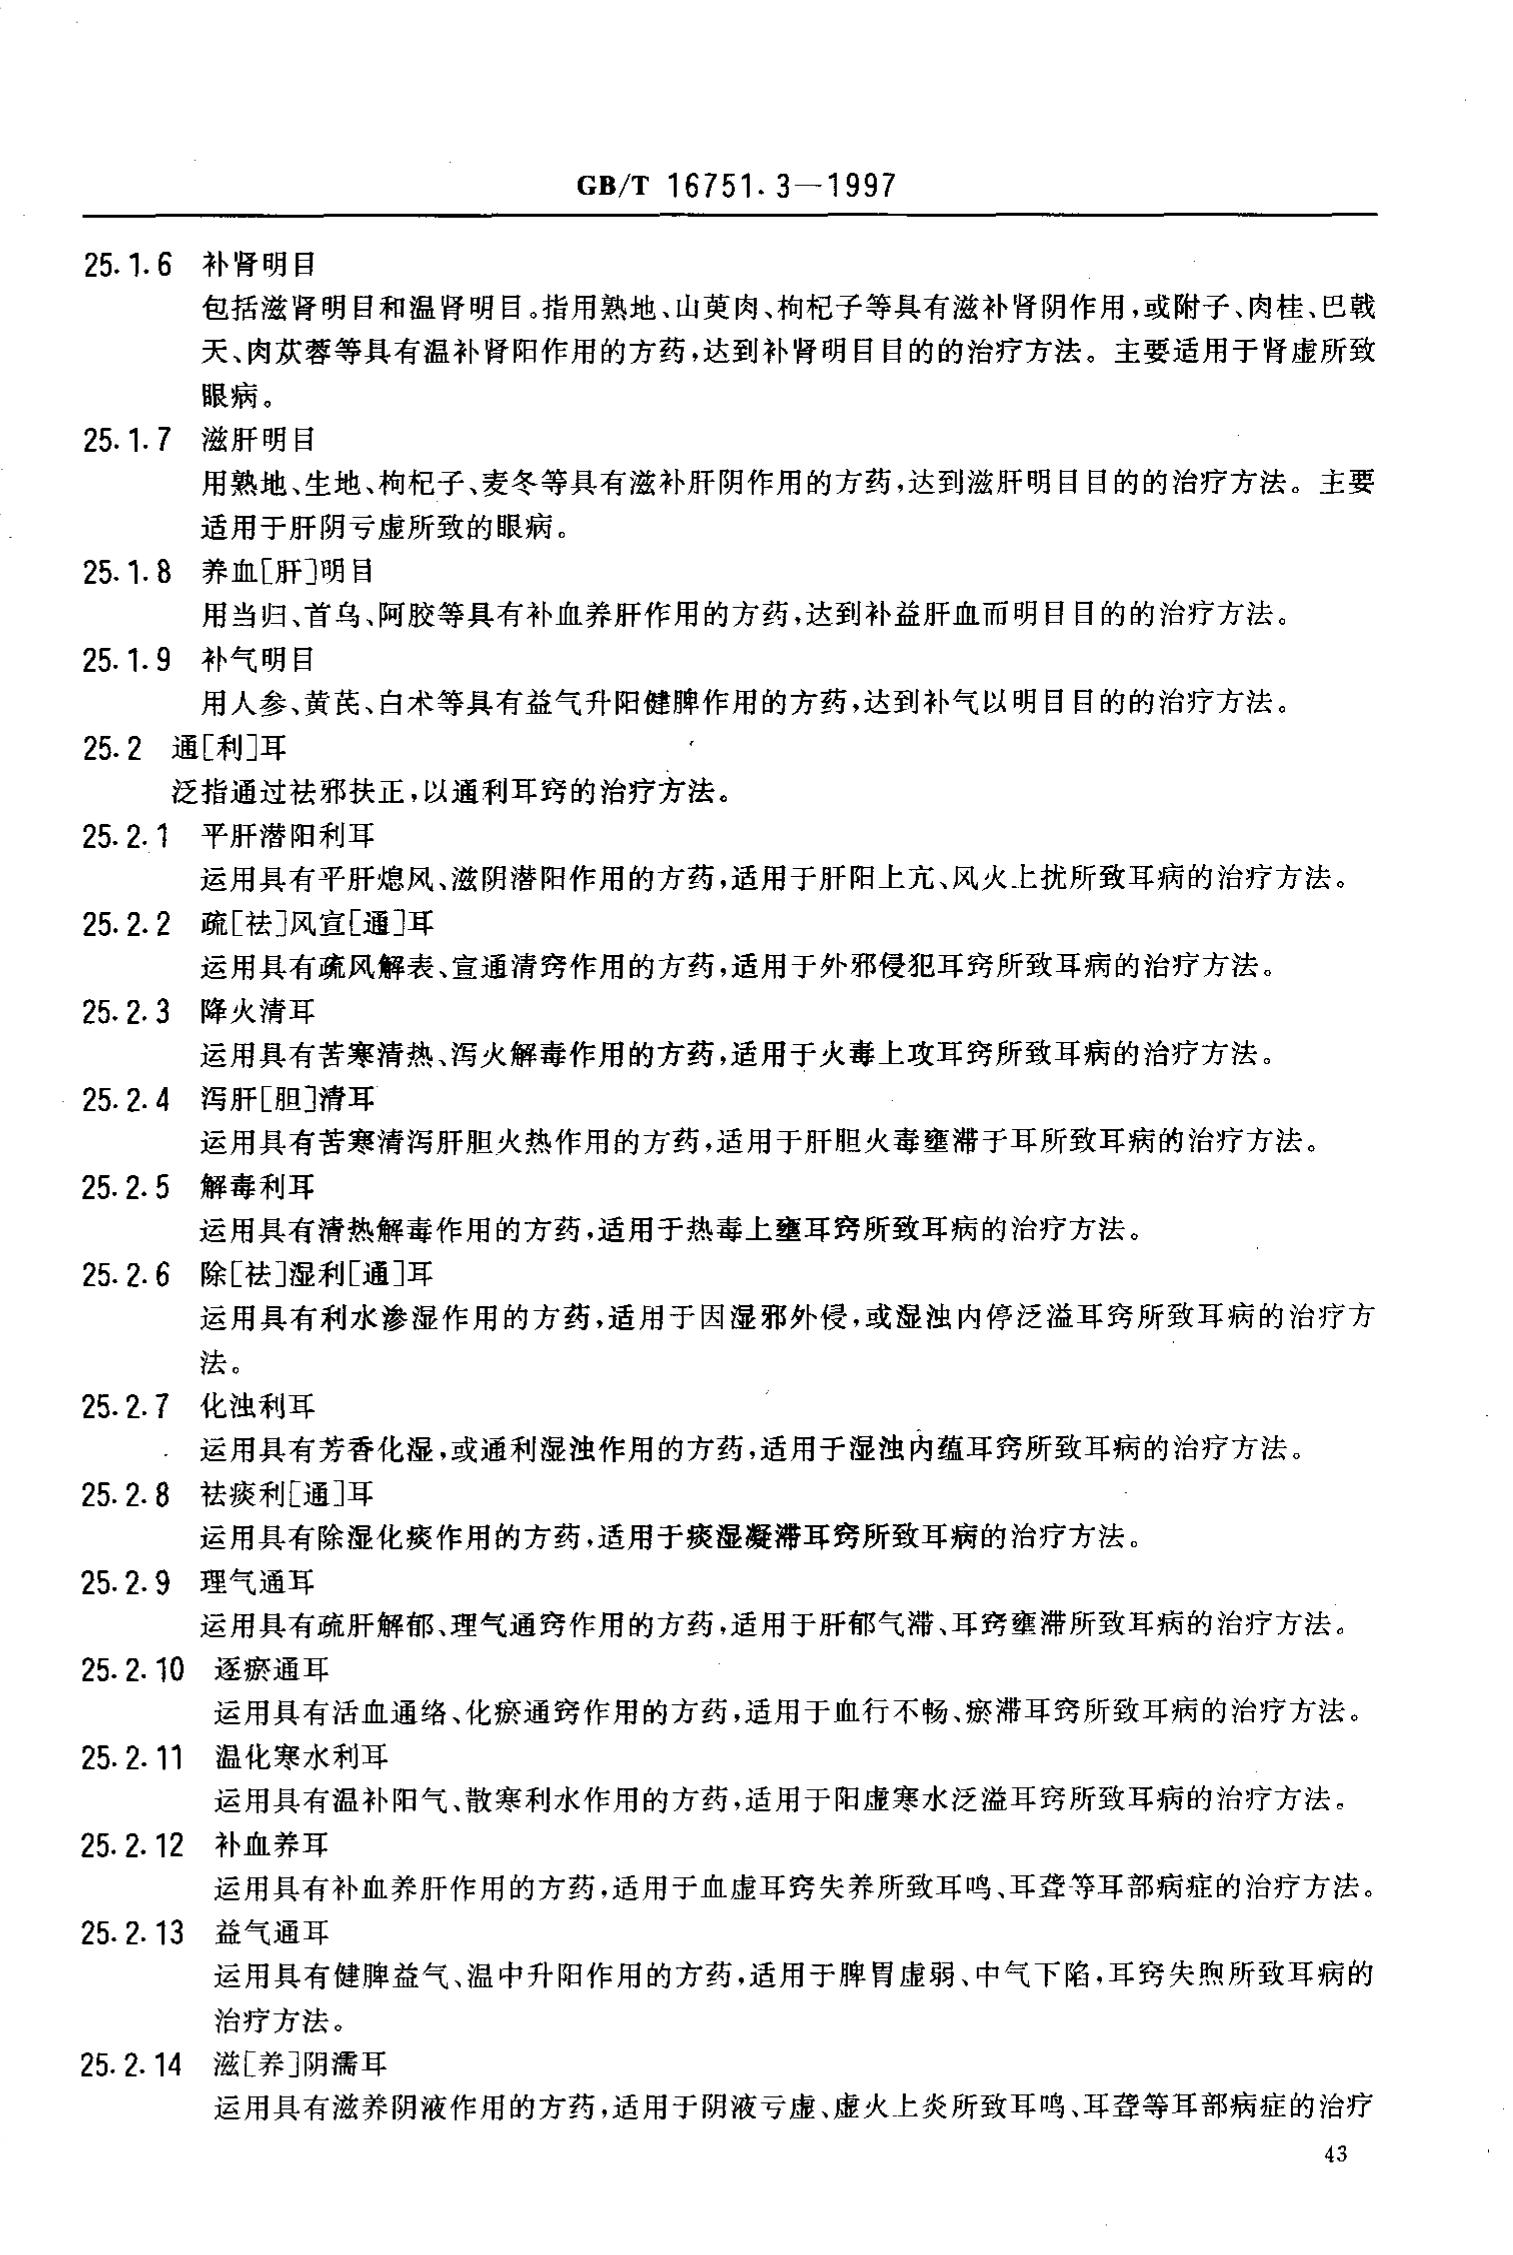 GB/T 16751.3—1997
25.1.6 补肾明目
包括滋肾明目和温肾明目。指用熟地、山萸肉、枸杞子等具有滋补肾阴作用,或附子、肉桂、巴戟
天、肉苁蓉等具有温补肾阳作用的方药,达到补肾明目目的的治疗方法。主要适用于肾虚所致
眼病。
25.1.7 滋肝明目
用熟地、生地、枸杞子、麦冬等具有滋补肝阴作用的方药,达到滋肝明目目的的治疗方法。主要
适用于肝阴亏虚所致的眼病。
25.1.8 养血[肝]明目
用当归、首乌、阿胶等具有补血养肝作用的方药,达到补益肝血而明目目的的治疗方法。
25.1.9 补气明目
用人参、黄芪、白术等具有益气升阳健脾作用的方药,达到补气以明目目的的治疗方法。
25.2 通[利]耳
泛指通过祛邪扶正,以通利耳窍的治疗方法。
25.2.1 平肝潜阳利耳
运用具有平肝熄风、滋阴潜阳作用的方药,适用于肝阳上亢、风火上扰所致耳病的治疗方法。
25.2.2 疏[祛]风宣[通]耳
运用具有疏风解表、宣通清窍作用的方药,适用于外邪侵犯耳窍所致耳病的治疗方法。
25.2.3 降火清耳
运用具有苦寒清热、泻火解毒作用的方药,适用于火毒上攻耳窍所致耳病的治疗方法。
25.2.4 泻肝[胆]清耳
运用具有苦寒清泻肝胆火热作用的方药,适用于肝胆火毒壅滞于耳所致耳病的治疗方法。
25.2.5 解毒利耳
运用具有清热解毒作用的方药,适用于热毒上壅耳窍所致耳病的治疗方法。
25.2.6 除[祛]湿利[通]耳
运用具有利水渗湿作用的方药,适用于因湿邪外侵,或湿浊内停泛溢耳窍所致耳病的治疗方
法。
25.2.7 化浊利耳
运用具有芳香化湿,或通利湿浊作用的方药,适用于湿浊内蕴耳窍所致耳病的治疗方法。
25.2.8 祛痰利[通]耳
运用具有除湿化痰作用的方药,适用于痰湿凝滞耳窍所致耳病的治疗方法。
25.2.9 理气通耳
运用具有疏肝解郁、理气通窍作用的方药,适用于肝郁气滞、耳窍壅滞所致耳病的治疗方法。
25.2.10 逐瘀通耳
运用具有活血通络、化瘀通窍作用的方药,适用于血行不畅、瘀滞耳窍所致耳病的治疗方法。
25.2.11 温化寒水利耳
运用具有温补阳气、散寒利水作用的方药,适用于阳虚寒水泛溢耳窍所致耳病的治疗方法。
25.2.12 补血养耳
运用具有补血养肝作用的方药,适用于血虚耳窍失养所致耳鸣、耳聋等耳部病症的治疗方法。
25.2.13 益气通耳
运用具有健脾益气、温中升阳作用的方药,适用于脾胃虚弱、中气下陷,耳窍失煦所致耳病的
治疗方法。
25.2.14 滋[养]阴濡耳
运用具有滋养阴液作用的方药,适用于阴液亏虚、虚火上炎所致耳鸣、耳聋等耳部病症的治疗
43